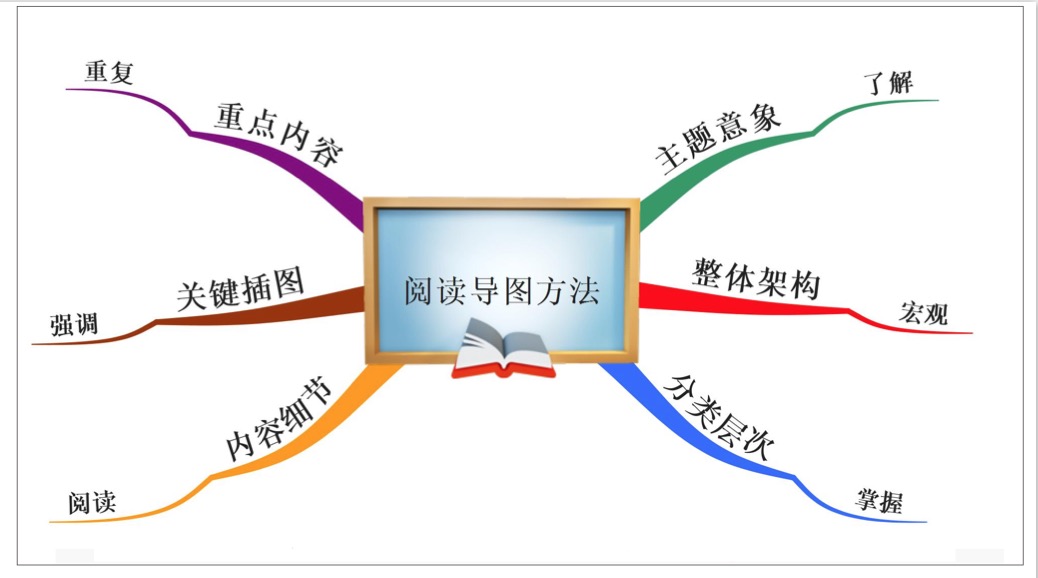 阅读导图方法
主题意象
了解
整体架构
宏观
分类层次
掌握
内容细节
阅读
关键插图
强调
重点内容
重复